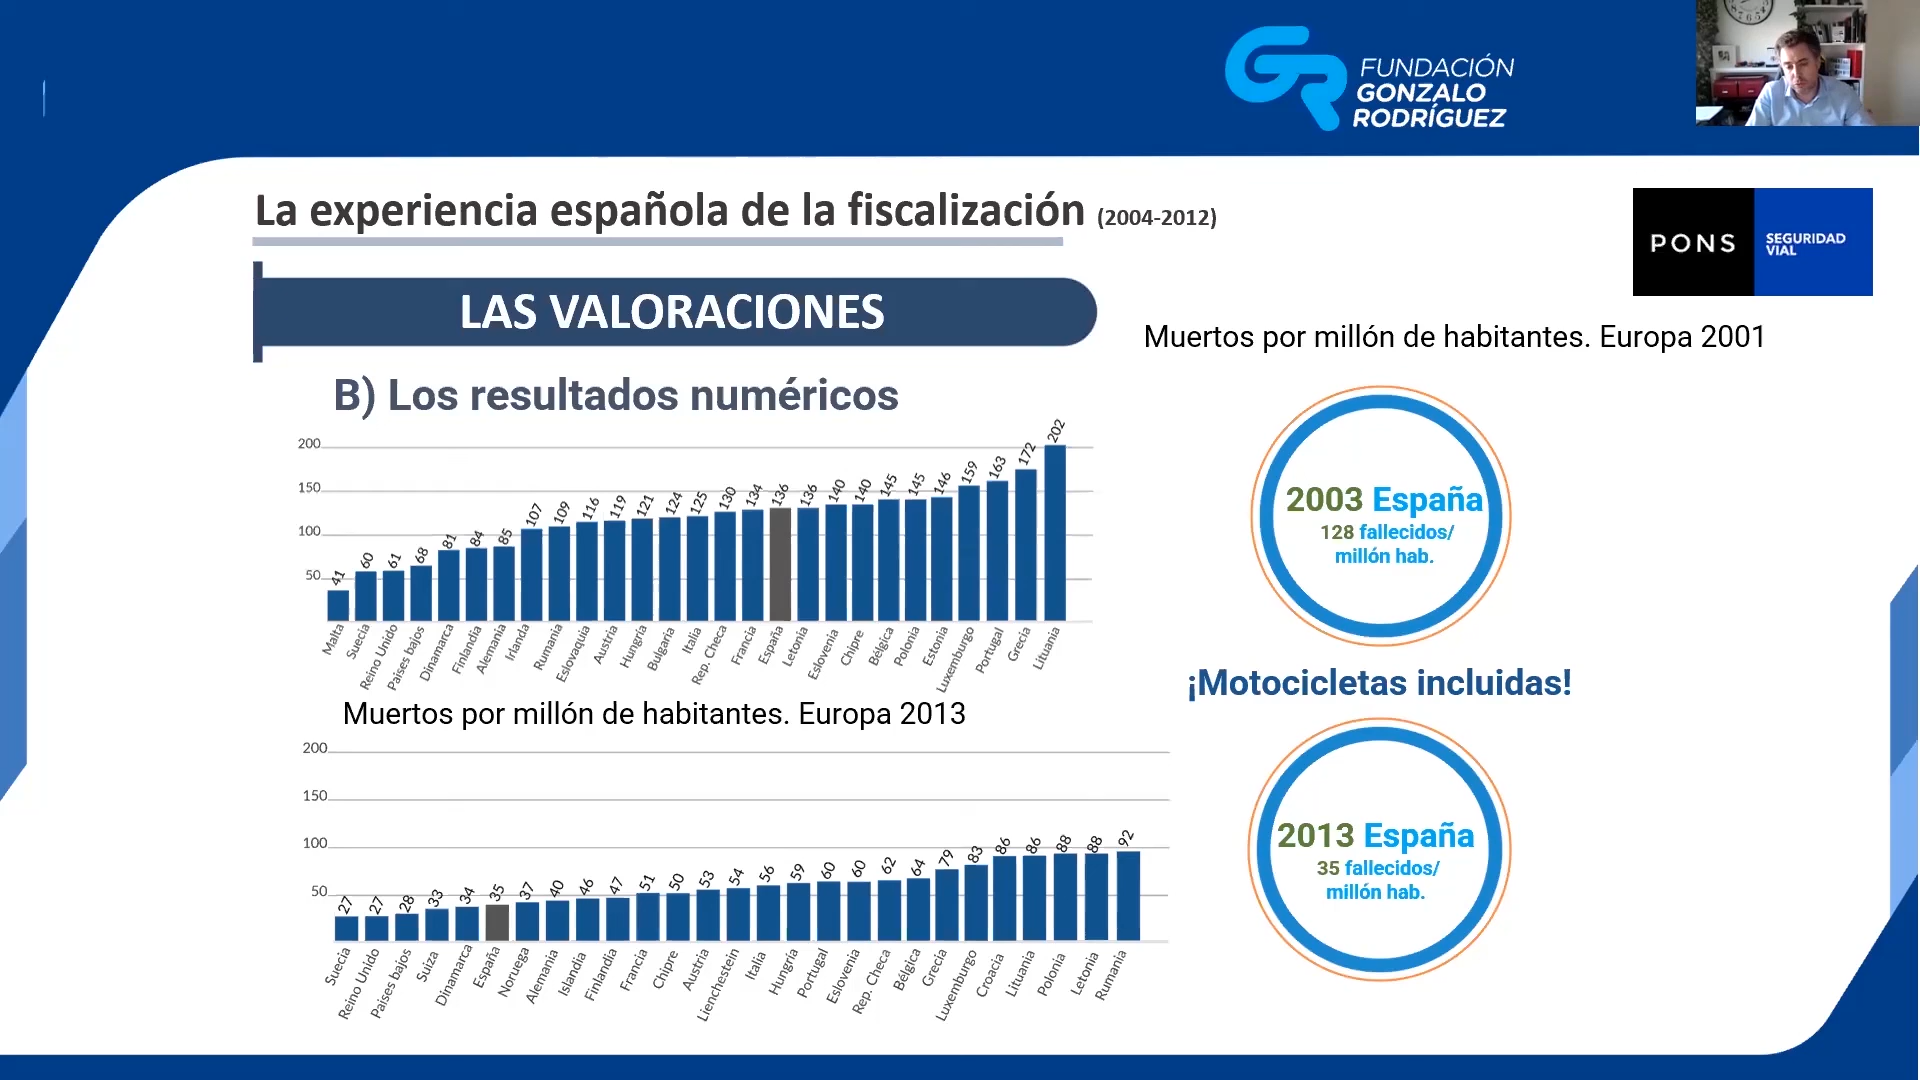 FUNDACIÓN
GONZALO
RODRÍGUEZ
La experiencia española de la fiscalización (2004-2012)
PONS
SEGURIDAD
VIAL
LAS VALORACIONES
Muertos por millón de habitantes. Europa 2001
B) Los resultados numéricos
200
150
100
50
41 60 61 68 81 84 85 107 109 116 119 121 124 125 130 134 136 136 140 140 145 145 146 159 163 172 202
Malta Suecia Reino Unido Países bajos Dinamarca Finlandia Alemania Irlanda Rumania Eslovaquia Austria Hungría Bulgaria Italia Rep. Checa Francia España Letonia Eslovenia Chipre Bélgica Polonia Estonia Luxemburgo Portugal Grecia Lituania
2003 España
128 fallecidos/
millón hab.
¡Motocicletas incluidas!
Muertos por millón de habitantes. Europa 2013
200
150
100
50
27 27 28 33 34 35 37 40 46 47 51 50 53 54 56 59 60 60 62 64 79 83 86 86 88 88 92
Suecia Reino Unido Países bajos Suiza Dinamarca España Noruega Alemania Islandia Finlandia Francia Chipre Austria Lienchestein Italia Hungría Portugal Eslovenia Rep. Checa Bélgica Grecia Luxemburgo Croacia Lituania Polonia Letonia Rumania
2013 España
35 fallecidos/
millón hab.